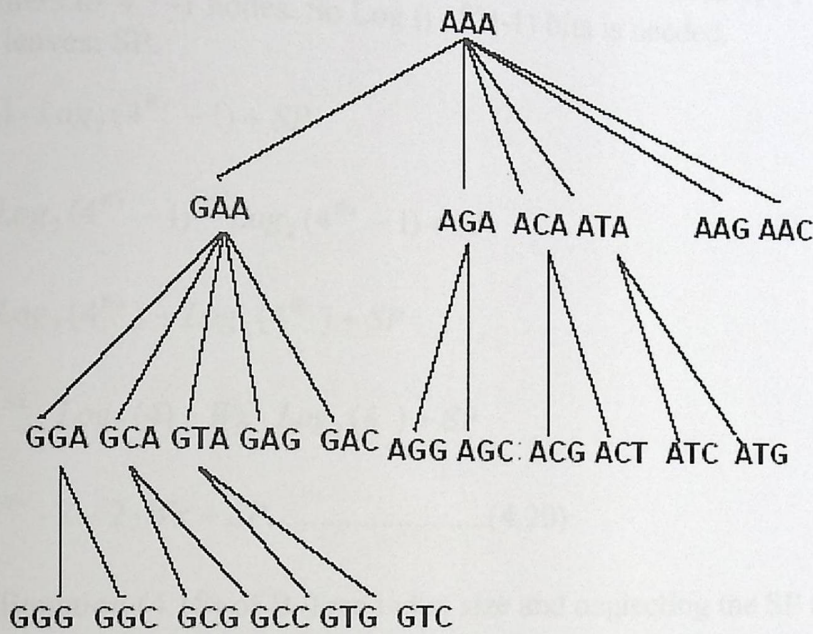 AAA
GAA
AGA ACA ATA AAG AAC
GGA GCA GTA GAG GAC AGG AGC ACG ACT ATC ATG
GGG GGC GCG GCC GTG GTC